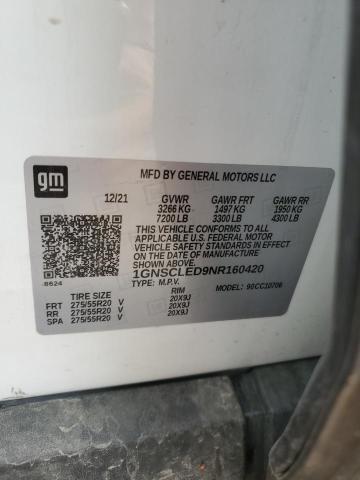 gm
MFD BY GENERAL MOTORS LLC
12/21 GVWR GAWR FRT GAWR RR
3266 KG 1497 KG 1950 KG
7200 LB 3300 LB 4300 LB
THIS VEHICLE CONFORMS TO ALL
APPLICABLE U.S. FEDERAL MOTOR
VEHICLE SAFETY STANDARDS IN EFFECT
ON THE DATE OF MANUFACTURE
SHOWN ABOVE.
8624 1GNSCLED9NR160420
TYPE: M.P.V. MODEL: 9SCC10706
TIRE SIZE RIM
FRT 275/55R20 V 20X9J
RR 275/55R20 V 20X9J
SPA 275/55R20 V 20X9J